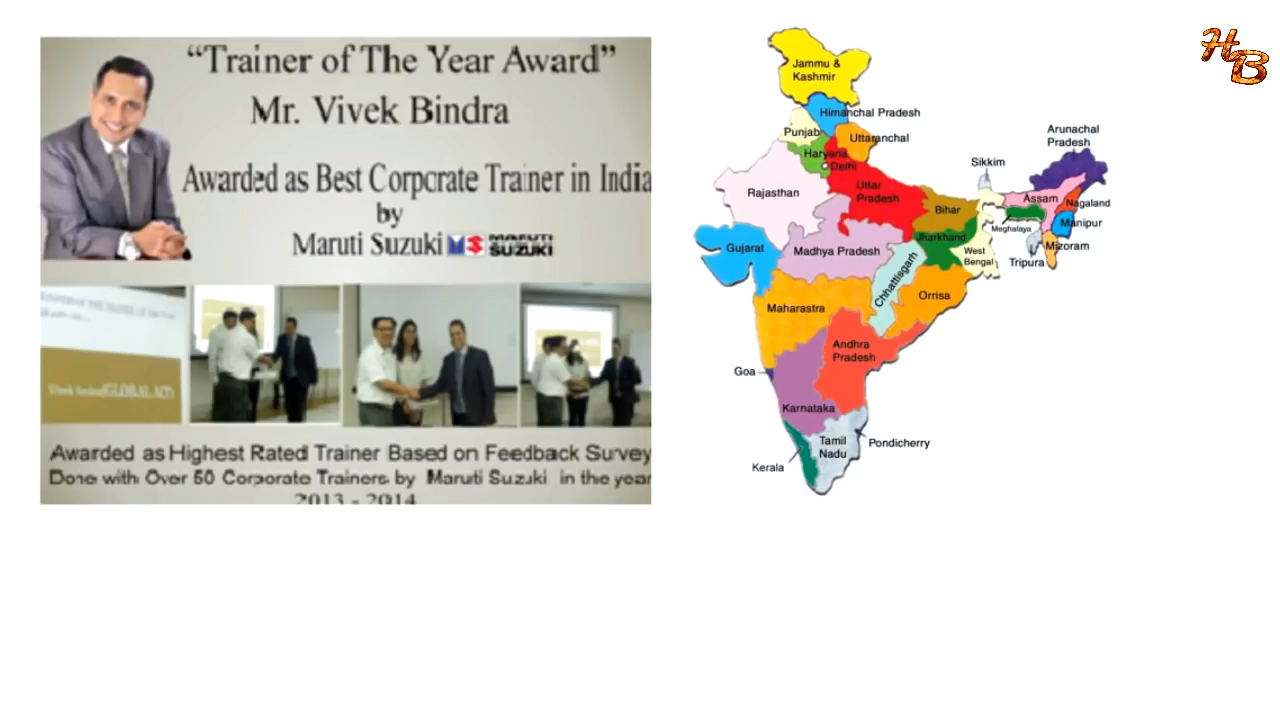 “Trainer of The Year Award”
Mr. Vivek Bindra
Awarded as Best Corporate Trainer in India
by
Maruti Suzuki MARUTI
SUZUKI
Awarded as Highest Rated Trainer Based on Feedback Survey
Done with Over 50 Corporate Trainers by Maruti Suzuki in the year
2013 - 2014
HB
Jammu &
Kashmir
Himanchal Pradesh
Punjab
Uttaranchal
Haryana
Delhi
Arunachal
Pradesh
Sikkim
Rajasthan
Uttar
Pradesh
Bihar
Assam
Nagaland
Meghalaya
Manipur
Gujarat
Madhya Pradesh
Jharkhand
West
Bengal
Mizoram
Tripura
Chhattisgarh
Orrisa
Maharastra
Andhra
Pradesh
Goa
Karnataka
Tamil
Nadu
Pondicherry
Kerala